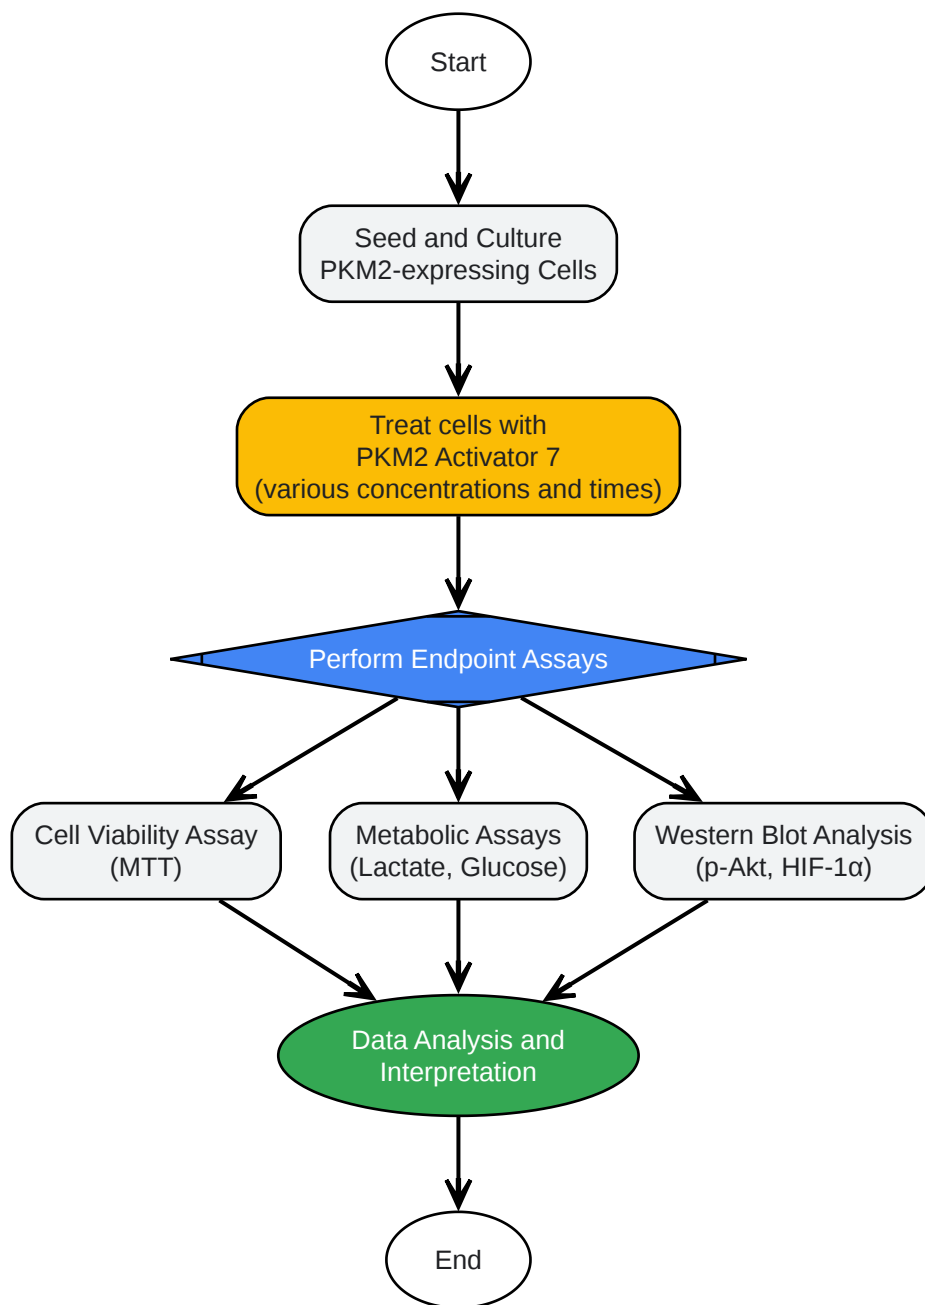 Start
Seed and Culture
PKM2-expressing Cells
Treat cells with
PKM2 Activator 7
(various concentrations and times)
Perform Endpoint Assays
Cell Viability Assay
(MTT)
Metabolic Assays
(Lactate, Glucose)
Western Blot Analysis
(p-Akt, HIF-1α)
Data Analysis and
Interpretation
End